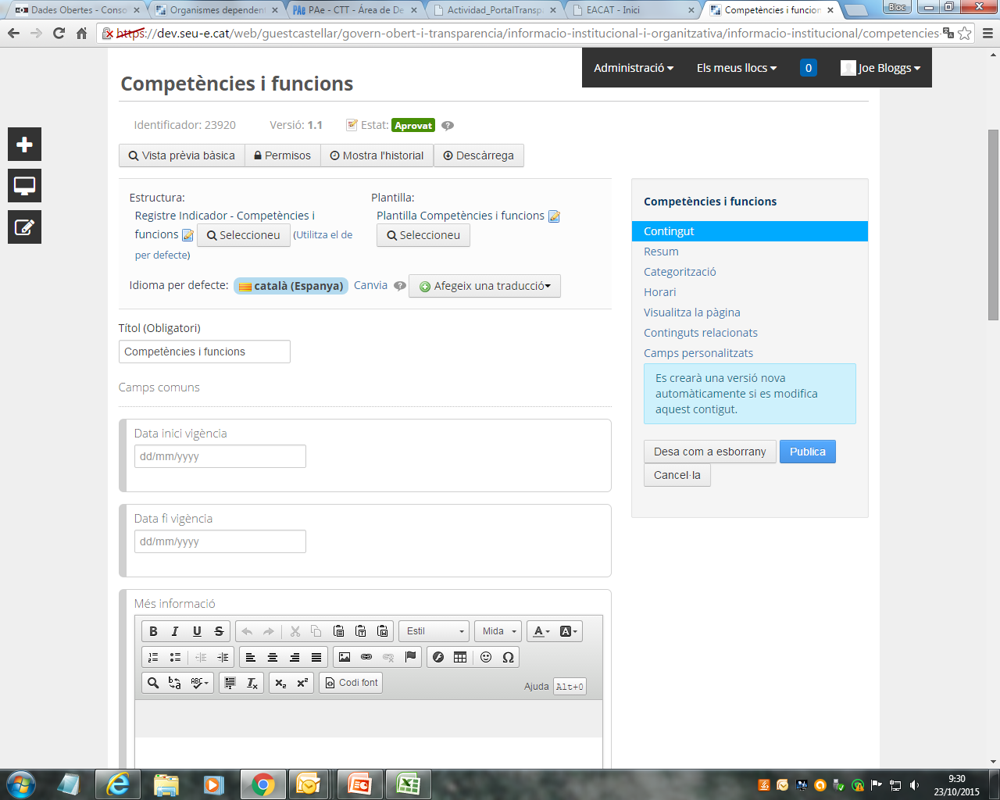 Dades Obertes - Conso
Organismes dependent
PAe PAe - CTT - Área de De
Actividad_PortalTranspa
EACAT - Inici
Competències i funcion
Bloc
https://dev.seu-e.cat/web/guestcastellar/govern-obert-i-transparencia/informacio-institucional-i-organitzativa/informacio-institucional/competencies-
Administració
Els meus llocs
0
Joe Bloggs
Competències i funcions
Identificador: 23920
Versió: 1.1
Estat: Aprovat
Vista prèvia bàsica
Permisos
Mostra l'historial
Descàrrega
Estructura:
Registre Indicador - Competències i
funcions
Seleccioneu
(Utilitza el de
per defecte)
Plantilla:
Plantilla Competències i funcions
Seleccioneu
Idioma per defecte:
català (Espanya)
Canvia
Afegeix una traducció
Títol (Obligatori)
Competències i funcions
Camps comuns
Data inici vigència
dd/mm/yyyy
Data fi vigència
dd/mm/yyyy
Més informació
B I U S
Estil
Mida
A
A
ABC
Codi font
Ajuda
Alt+0
Competències i funcions
Contingut
Resum
Categorització
Horari
Visualitza la pàgina
Continguts relacionats
Camps personalitzats
Es crearà una versió nova
automàticament si es modifica
aquest contigut.
Desa com a esborrany
Publica
Cancel·la
9:30
23/10/2015